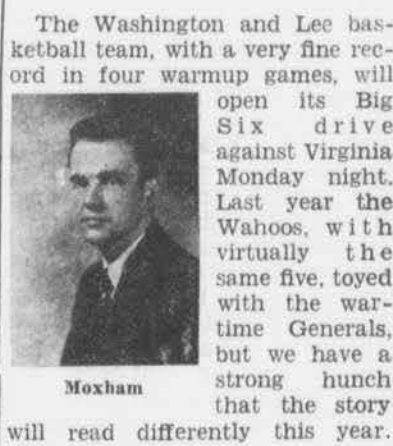 The Washington and Lee bas-
ketball team, with a very fine rec-
ord in four warmup games, will
open its Big
Six drive
against Virginia
Monday night.
Last year the
Wahoos, with
virtually the
same five, toyed
with the war-
time Generals,
but we have a
strong hunch
that the story
will read differently this year.
Moxham